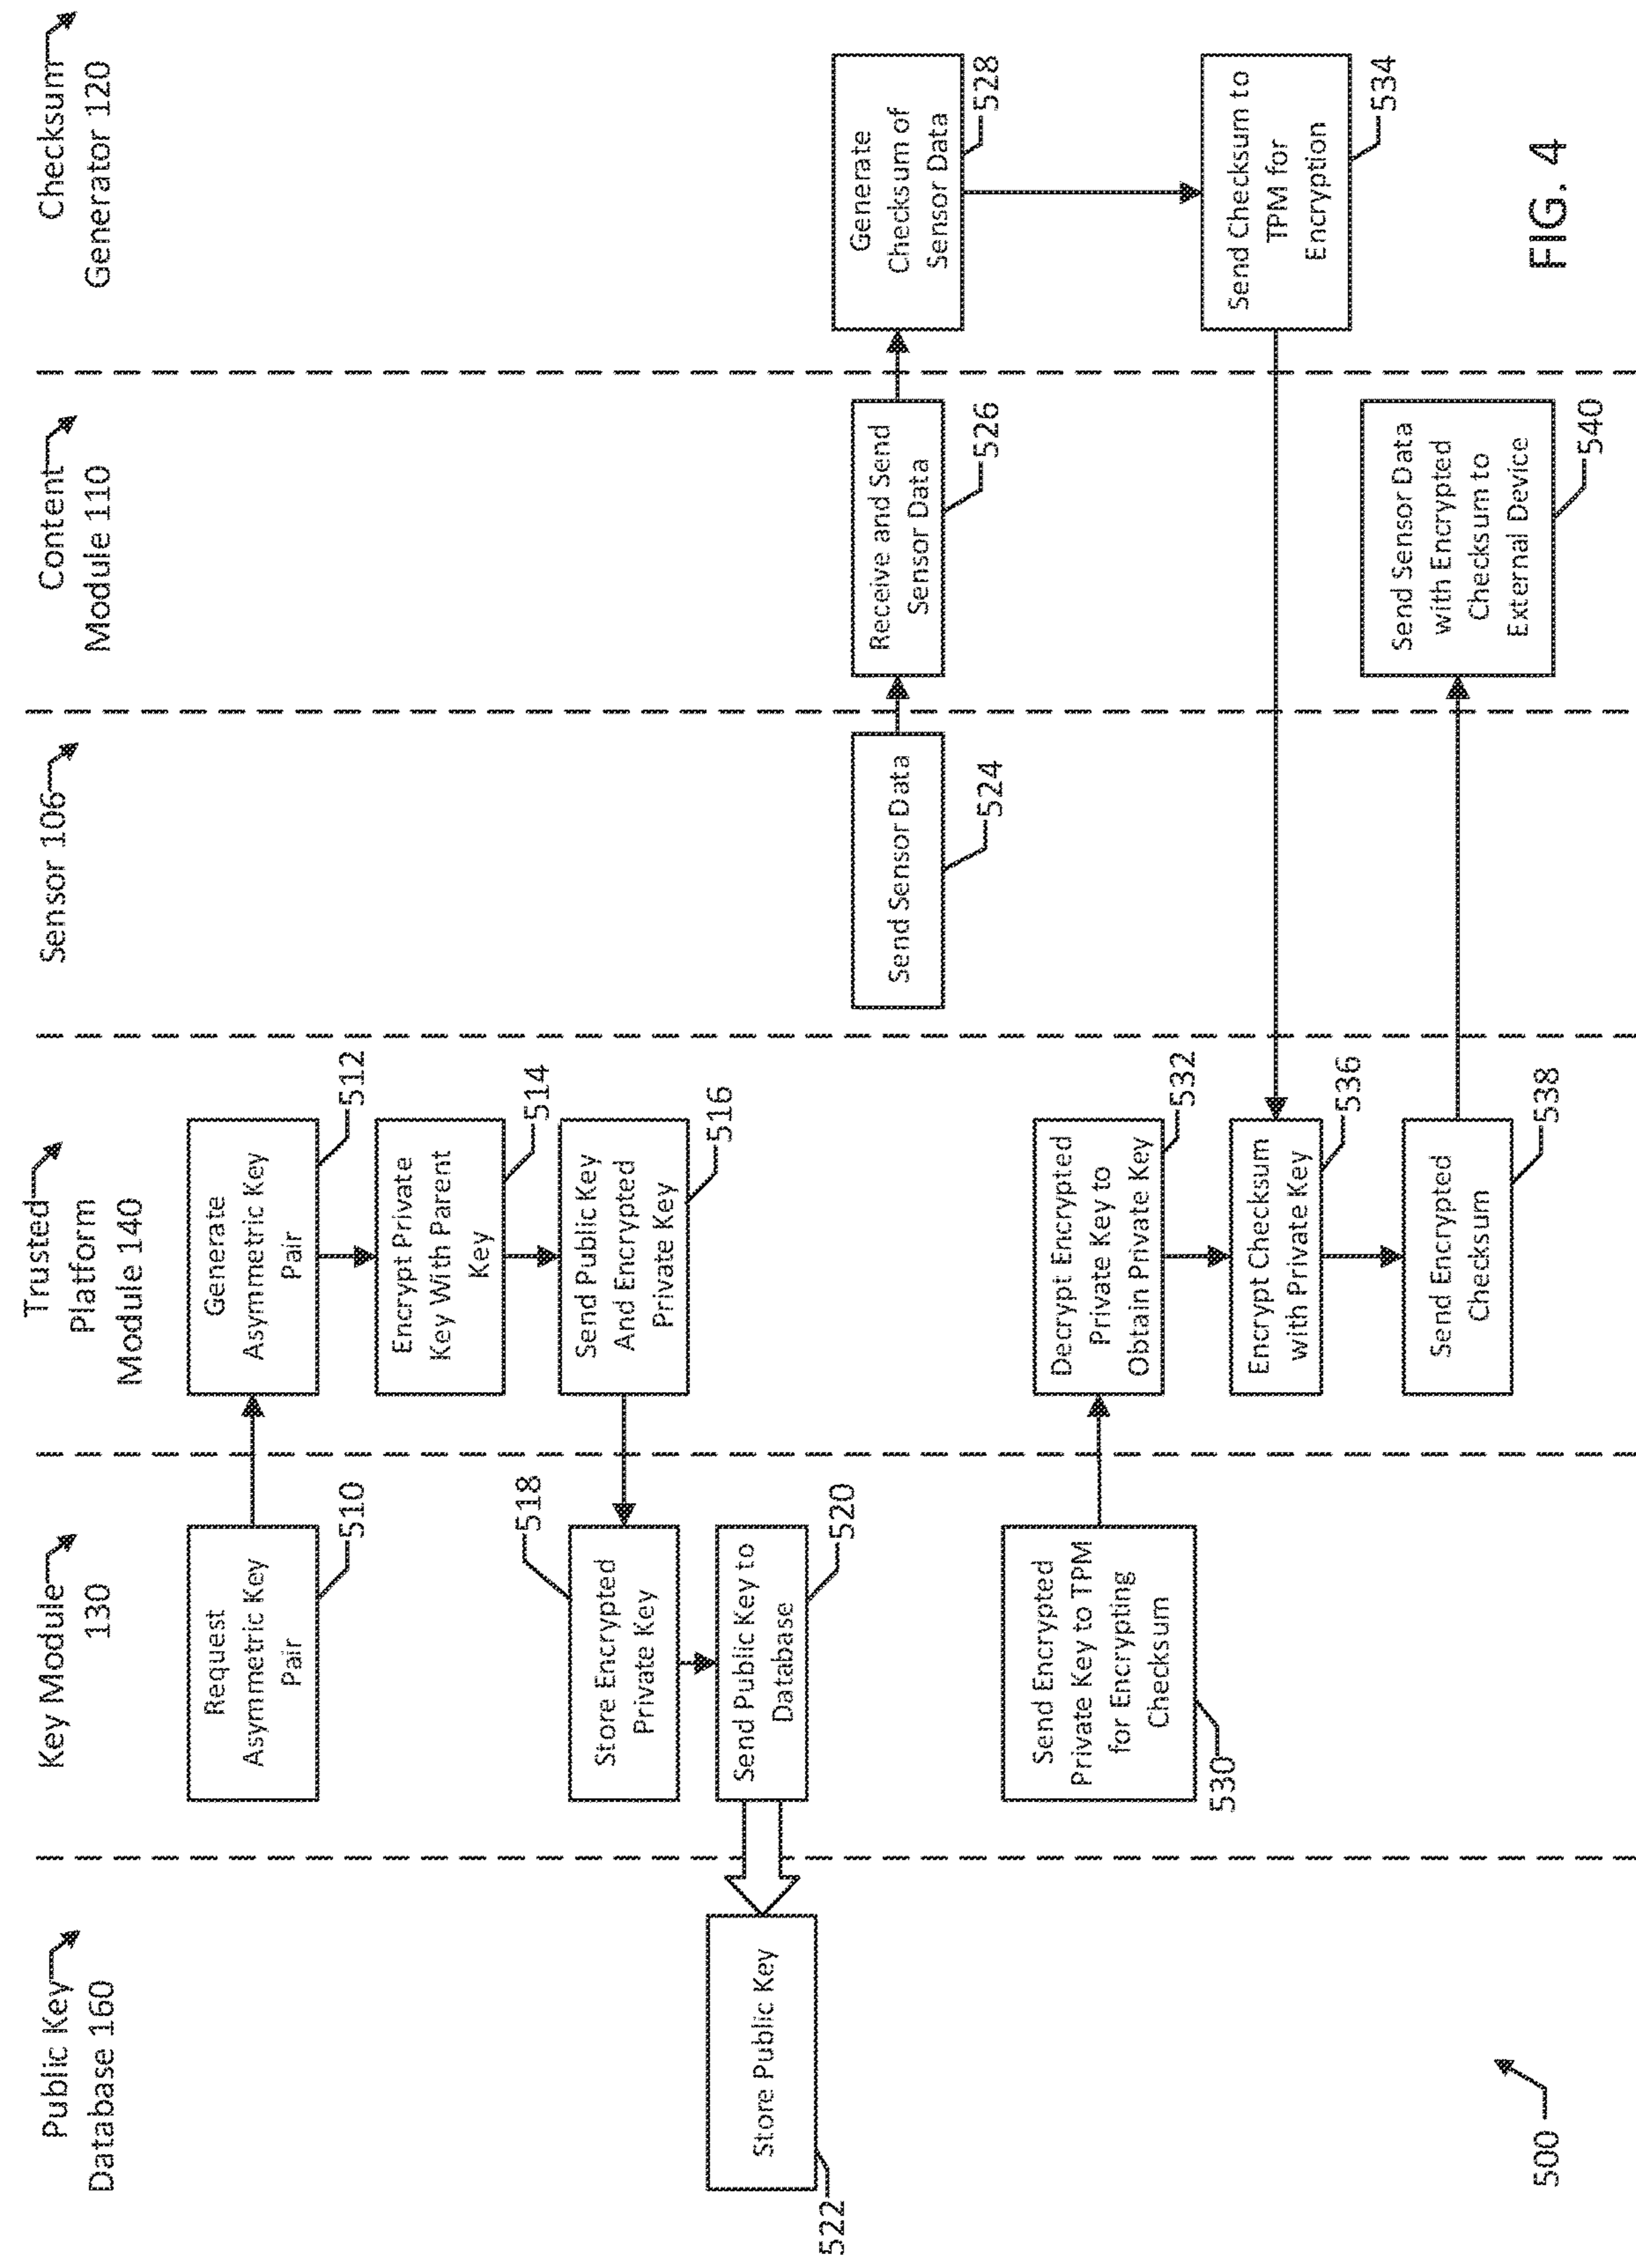 Public Key
Database 160
Key Module
130
Trusted
Platform
Module 140
Sensor 106
Content
Module 110
Checksum
Generator 120
Request
Asymmetric Key
Pair
510
Generate
Asymmetric Key
Pair
512
Encrypt Private
Key With Parent
Key
514
Send Public Key
And Encrypted
Private Key
516
Store Encrypted
Private Key
518
Send Public Key to
Database
520
Store Public Key
522
Send Sensor Data
524
Receive and Send
Sensor Data
526
Generate
Checksum of
Sensor Data
528
Send Encrypted
Private Key to TPM
for Encrypting
Checksum
530
Decrypt Encrypted
Private Key to
Obtain Private Key
532
Send Checksum to
TPM for
Encryption
534
Encrypt Checksum
with Private Key
536
Send Encrypted
Checksum
538
Send Sensor Data
with Encrypted
Checksum to
External Device
540
500
FIG. 4